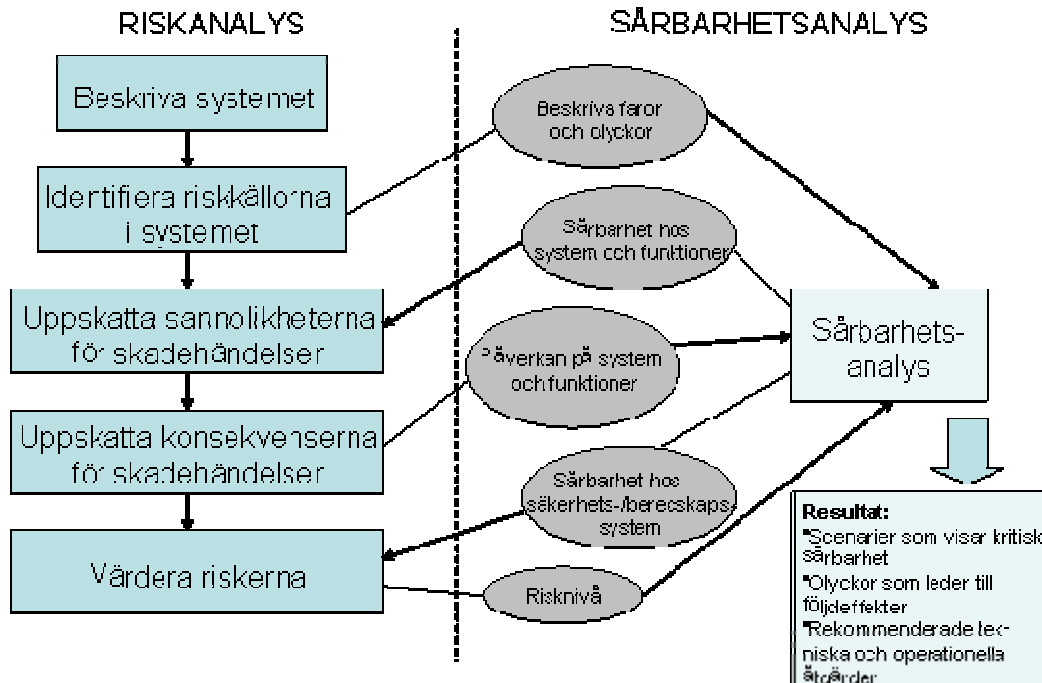 RISKANALYS
SÅRBARHETSANALYS
Beskriva systemet
Identifiera riskkällorna
i systemet
Uppskatta sannolikheterna
för skadehändelser
Uppskatta konsekvenserna
för skadehändelser
Värdera riskerna
Beskriva faror
och olyckor
Sårbarhet hos
system och funktioner
Påverkan på system
och funktioner
Sårbarhet hos
säkerhets-/beredskaps-
system
Risknivå
Sårbarhets-
analys
Resultat:
•Scenarier som visar kritisk
sårbarhet
•Olyckor som leder till
följdeffekter
•Rekommenderade tek-
niska och operationella
åtgärder